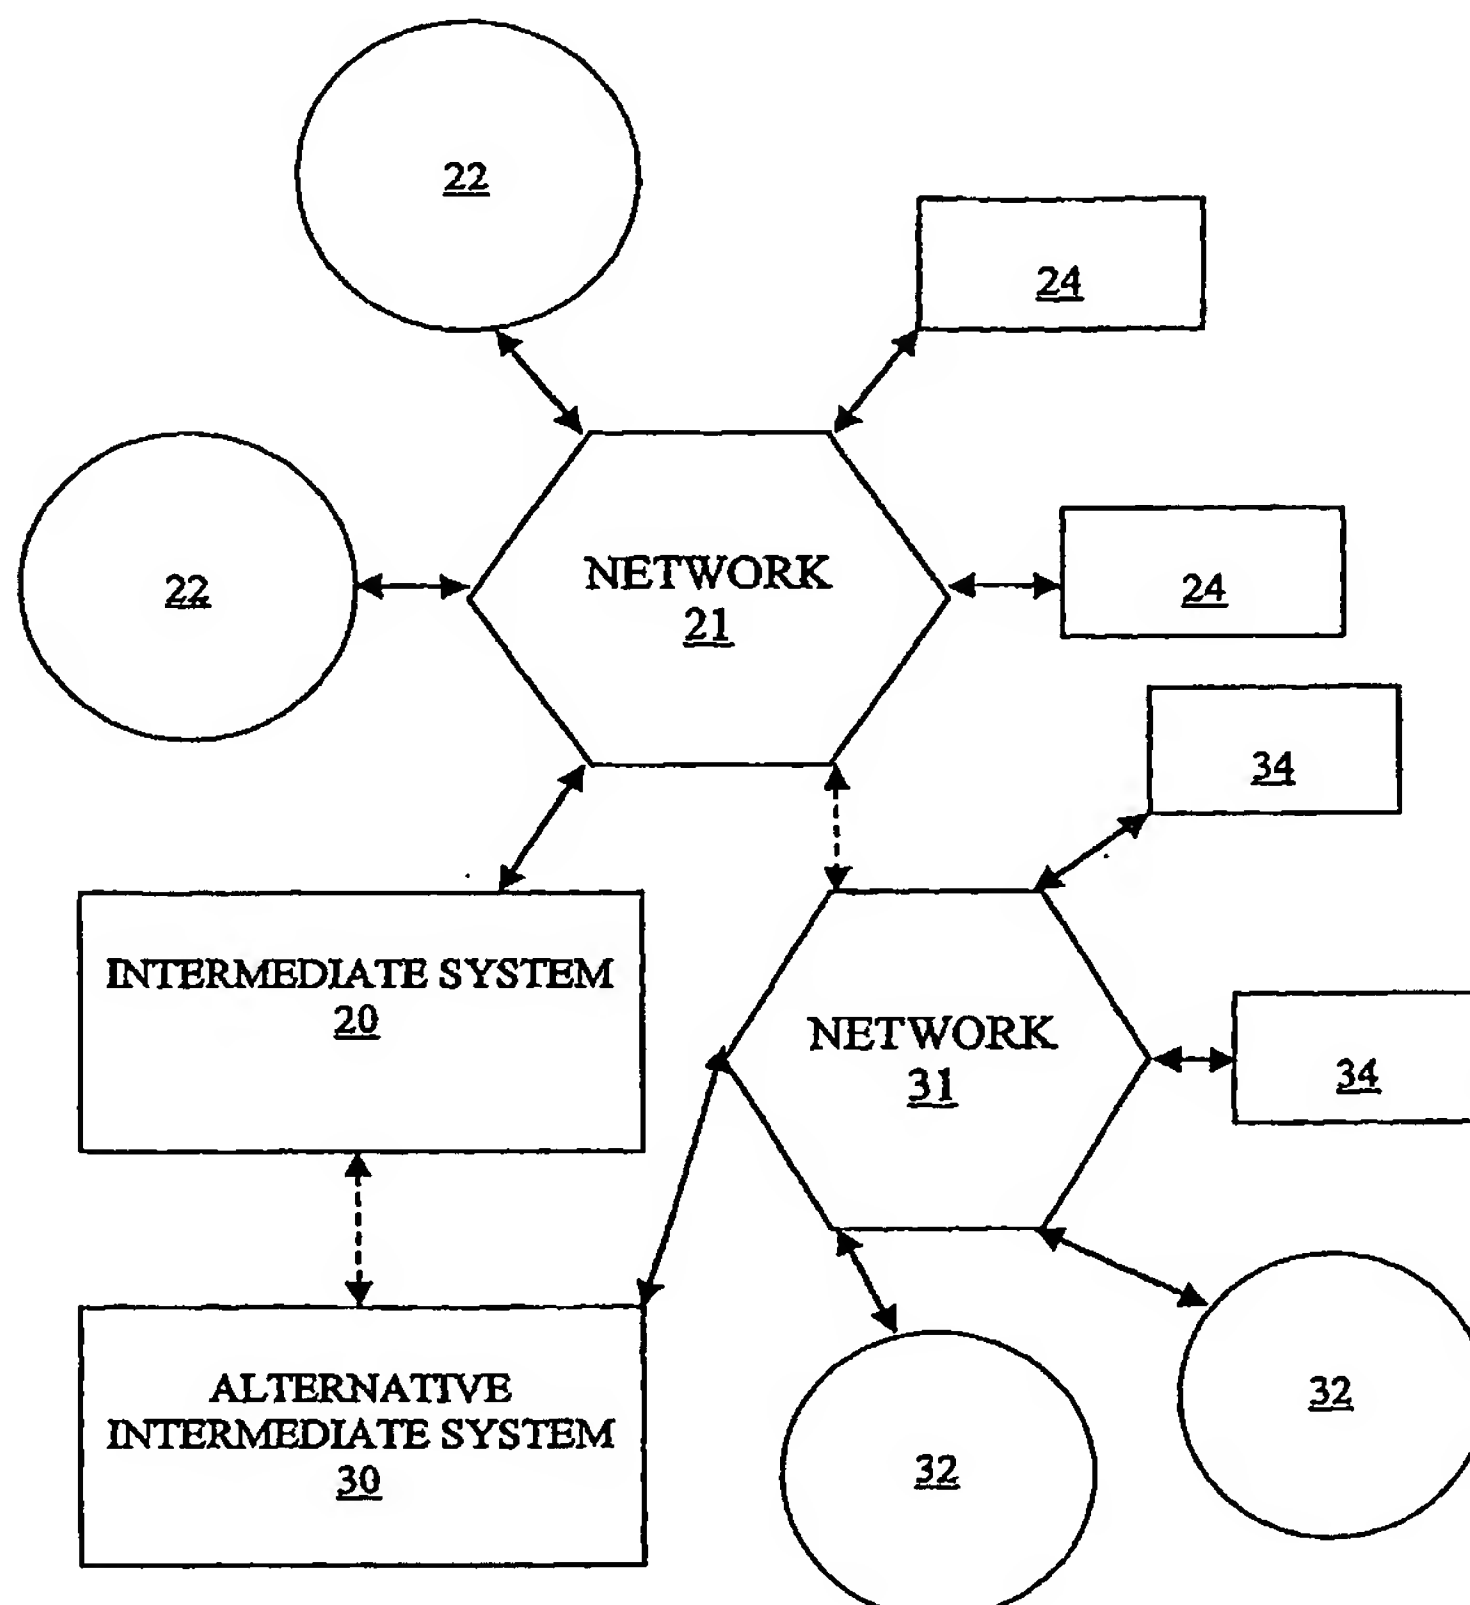 22
24
22
NETWORK
21
24
34
INTERMEDIATE SYSTEM
20
NETWORK
31
34
ALTERNATIVE
INTERMEDIATE SYSTEM
30
32
32